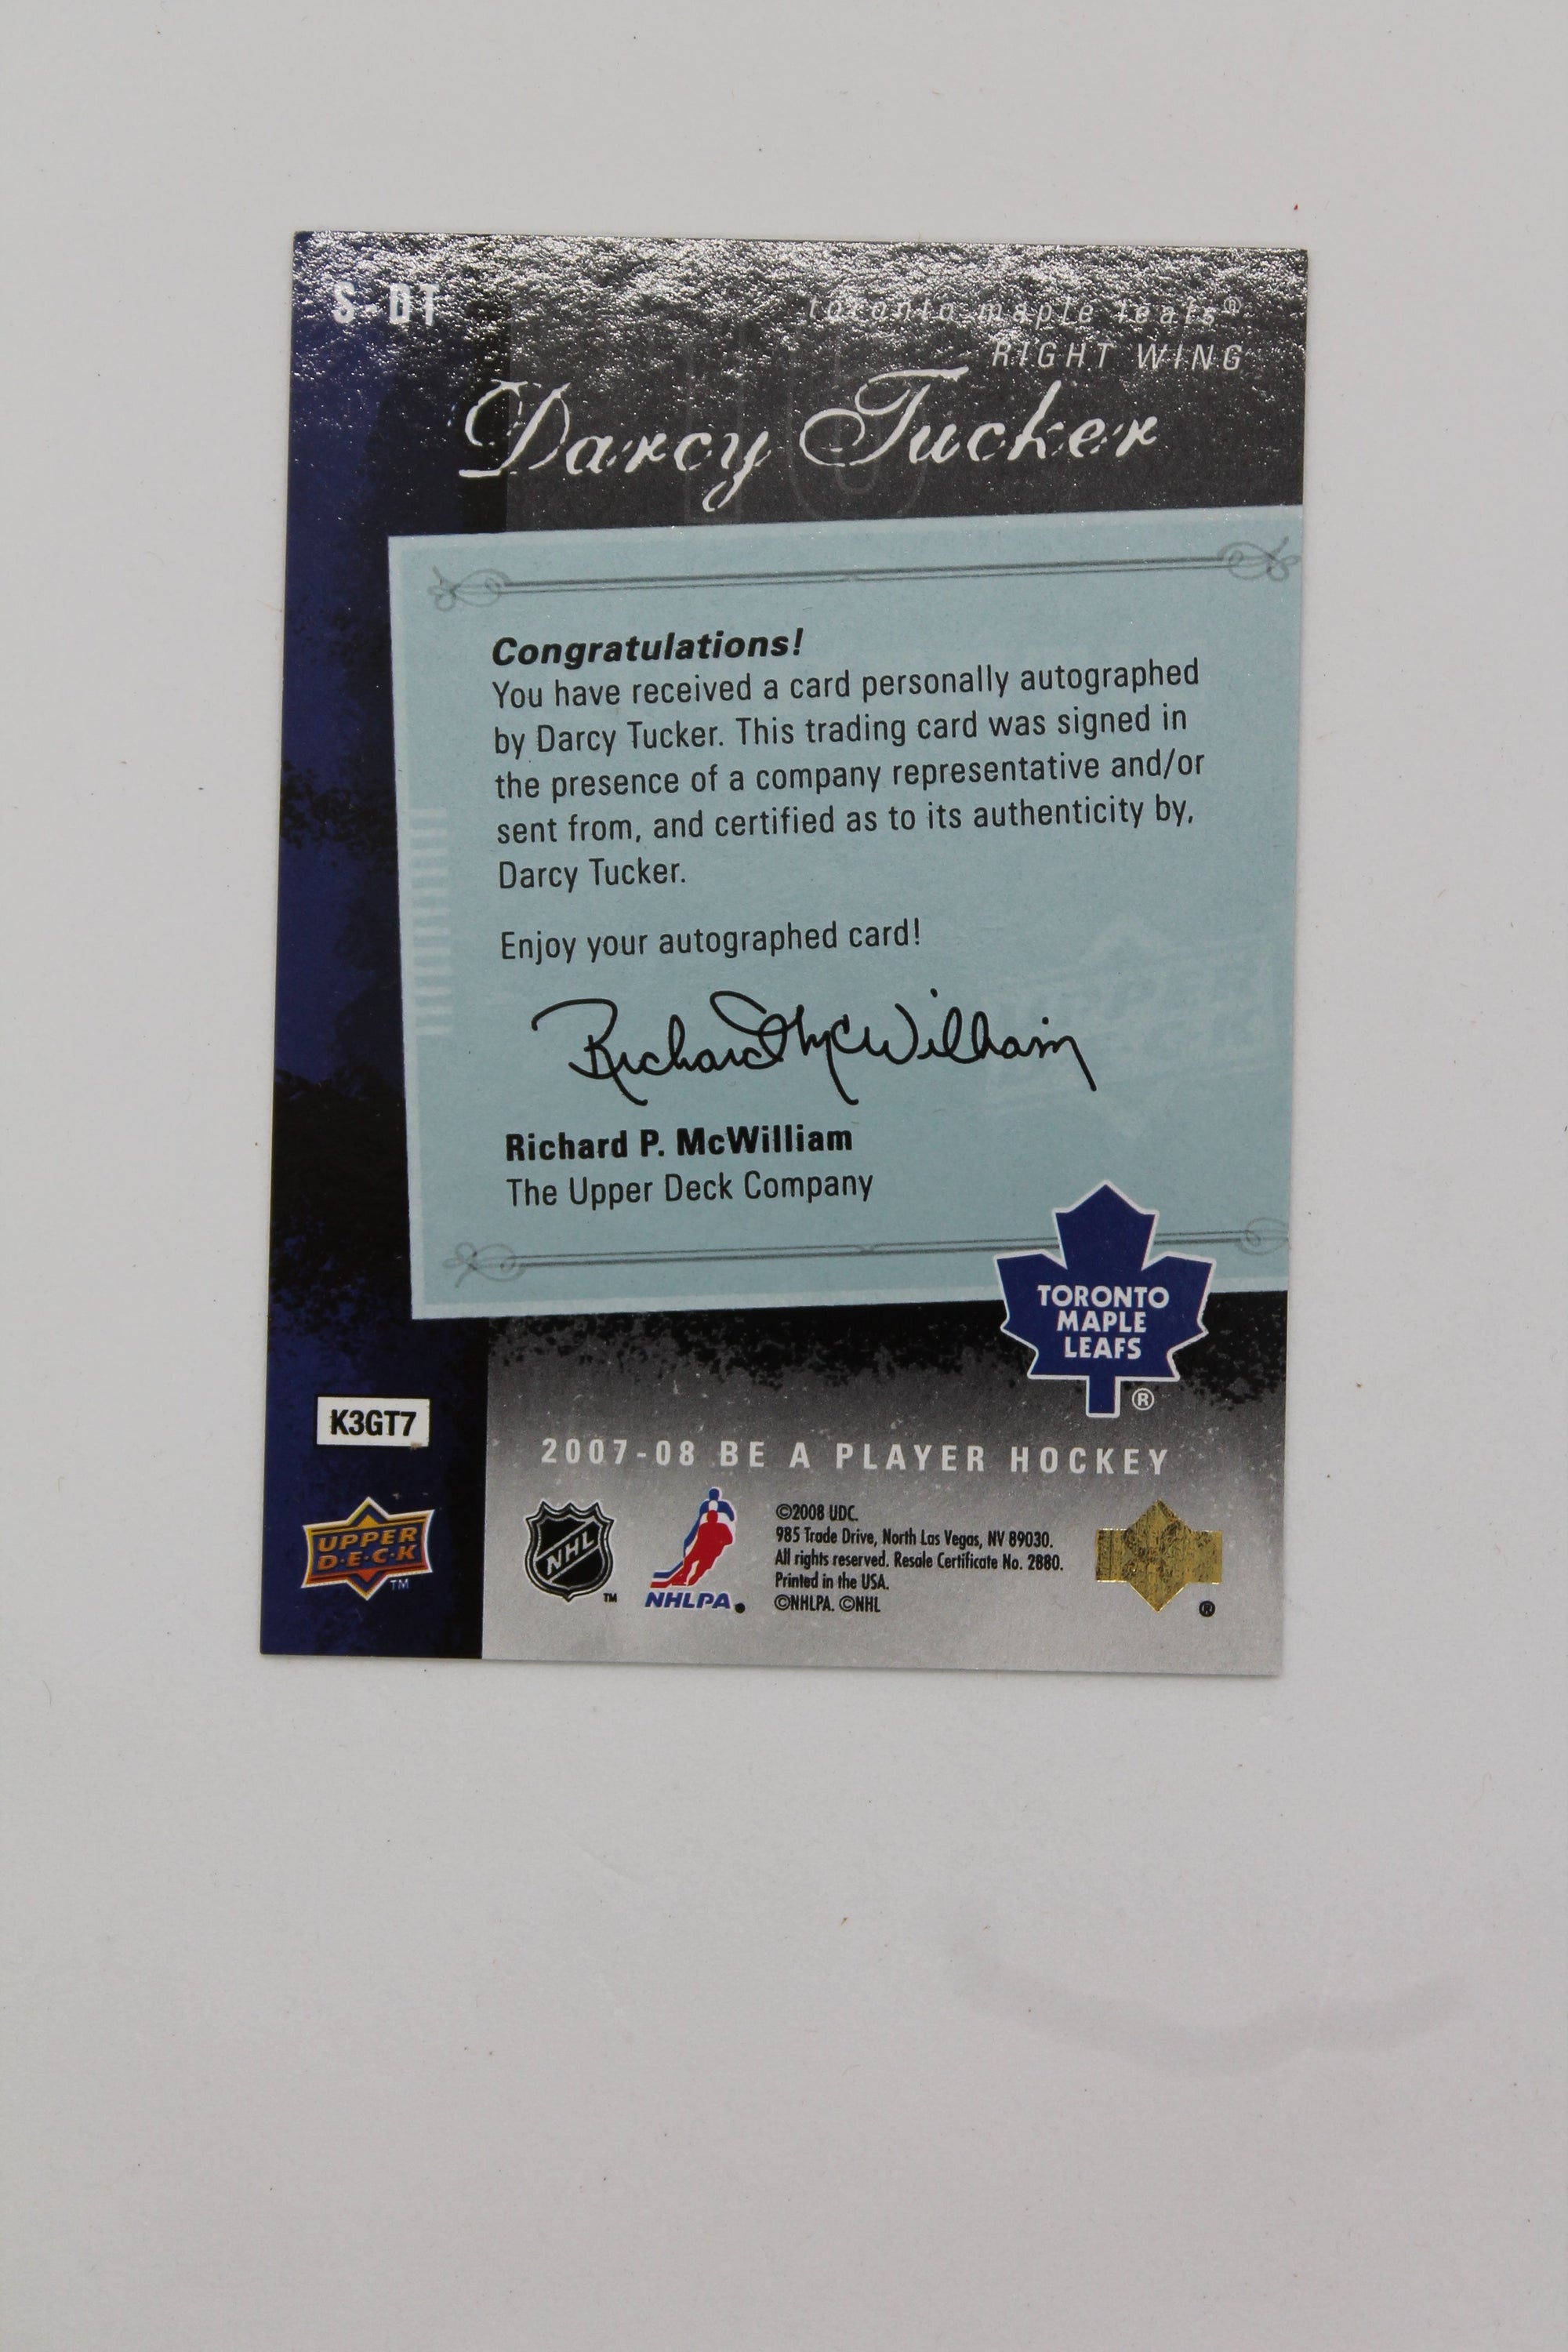 S-DT
toronto maple leafs®
RIGHT WING
Darcy Tucker
Congratulations!
You have received a card personally autographed
by Darcy Tucker. This trading card was signed in
the presence of a company representative and/or
sent from, and certified as to its authenticity by,
Darcy Tucker.
Enjoy your autographed card!
Richard McWilliam
Richard P. McWilliam
The Upper Deck Company
UPPER
DECK
TORONTO
MAPLE
LEAFS
®
K3GT7
2007-08 BE A PLAYER HOCKEY
UPPER
D·E·C·K
™
NHL
™
NHLPA
©2008 UDC.
985 Trade Drive, North Las Vegas, NV 89030.
All rights reserved. Resale Certificate No. 2880.
Printed in the USA.
©NHLPA. ©NHL
®